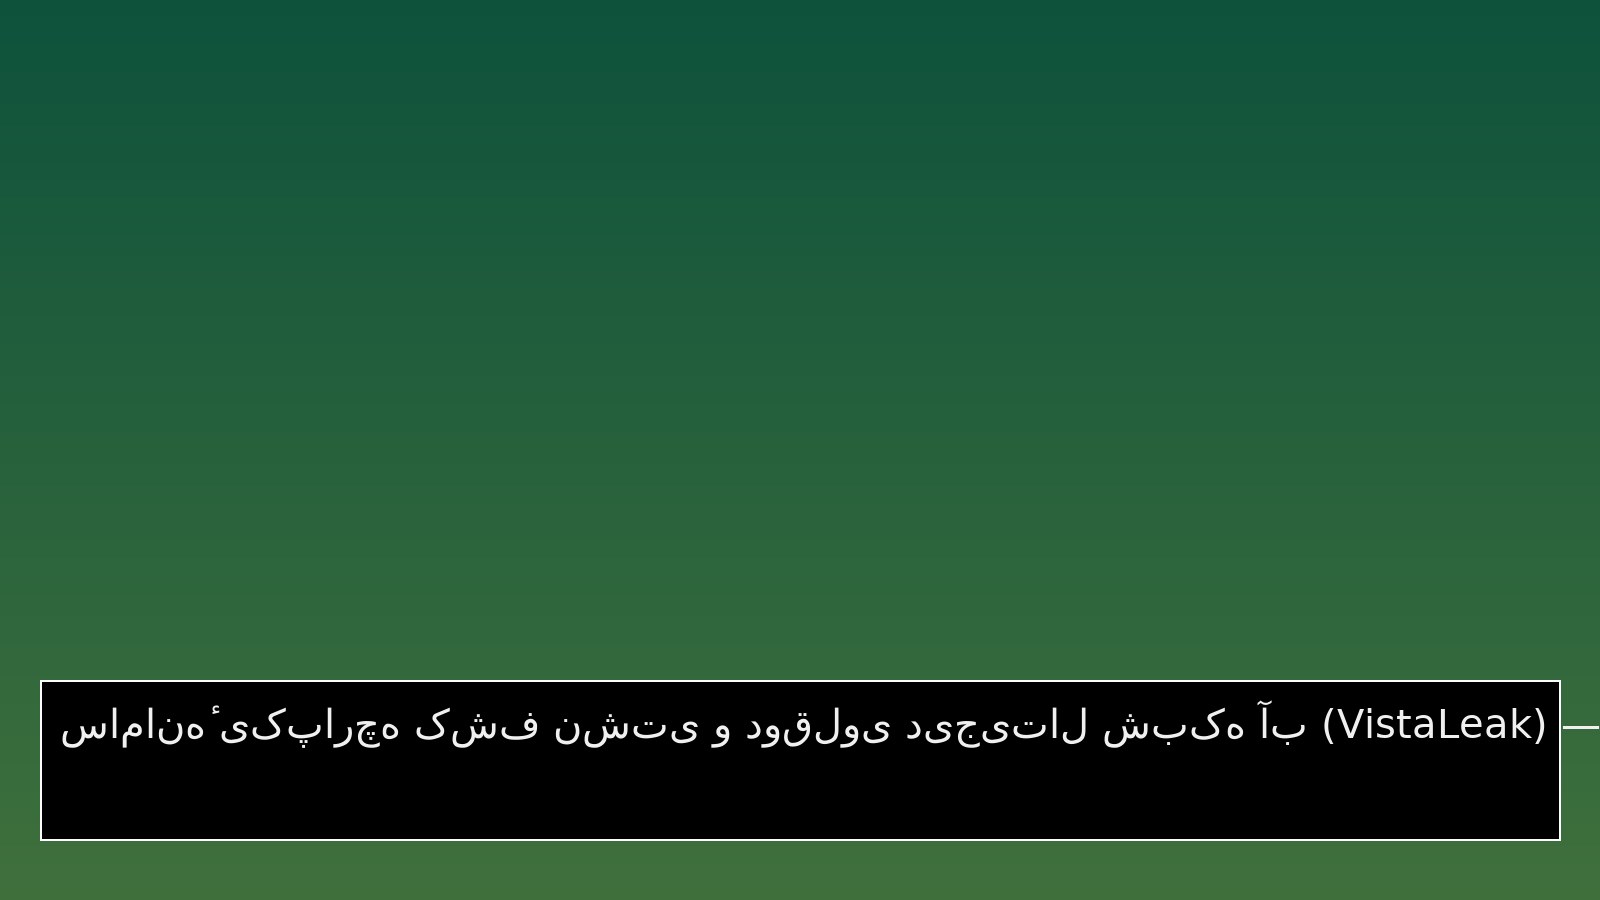 سامانهٔ یکپارچه کشف نشتی و دوقلوی دیجیتال شبکه آب (VistaLeak) —